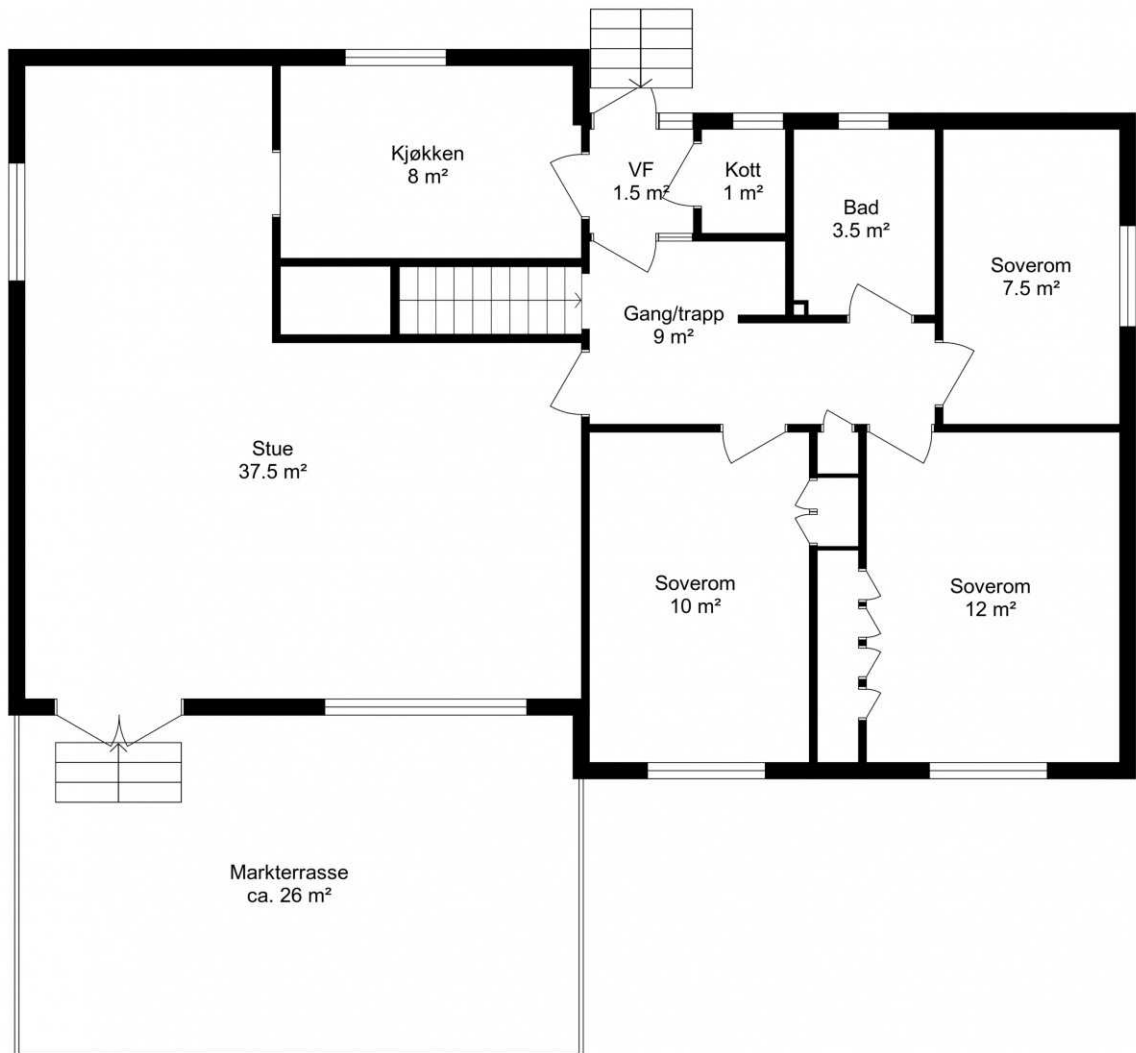 Kjøkken
8 m²
VF
1.5 m²
Kott
1 m²
Bad
3.5 m²
Soverom
7.5 m²
Gang/trapp
9 m²
Stue
37.5 m²
Soverom
10 m²
Soverom
12 m²
Markterrasse
ca. 26 m²